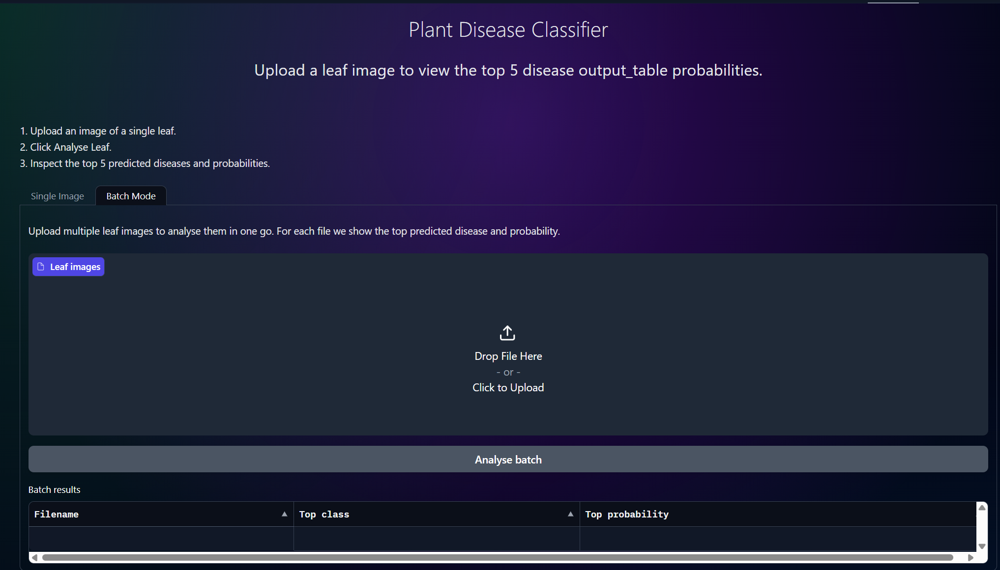 Plant Disease Classifier
Upload a leaf image to view the top 5 disease output_table probabilities.
1. Upload an image of a single leaf.
2. Click Analyse Leaf.
3. Inspect the top 5 predicted diseases and probabilities.
Single Image Batch Mode
Upload multiple leaf images to analyse them in one go. For each file we show the top predicted disease and probability.
Leaf images
Drop File Here
- or -
Click to Upload
Analyse batch
Batch results
Filename Top class Top probability